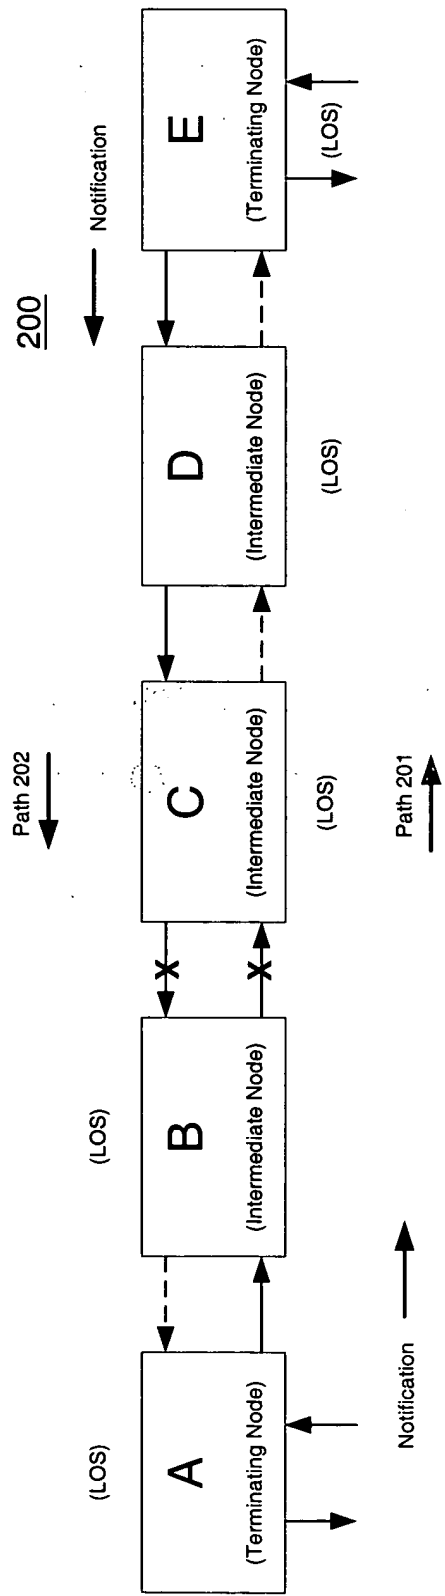 200
Path 202
Notification
(LOS)
(LOS)
A
(Terminating Node)
B
(Intermediate Node)
X
X
C
(Intermediate Node)
D
(Intermediate Node)
E
(Terminating Node)
(LOS)
(LOS)
(LOS)
Notification
Path 201